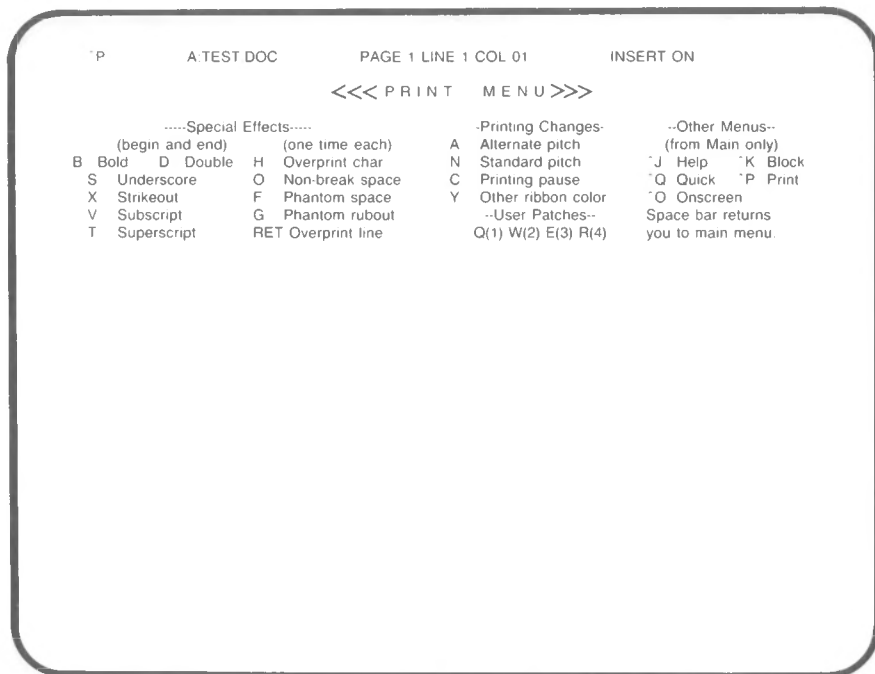 ^P A:TEST DOC PAGE 1 LINE 1 COL 01 INSERT ON
<<< PRINT MENU >>>
-----Special Effects----- -Printing Changes- --Other Menus--
(begin and end) (one time each) A Alternate pitch (from Main only)
B Bold D Double H Overprint char N Standard pitch ^J Help ^K Block
S Underscore O Non-break space C Printing pause ^Q Quick ^P Print
X Strikeout F Phantom space Y Other ribbon color ^O Onscreen
V Subscript G Phantom rubout --User Patches-- Space bar returns
T Superscript RET Overprint line Q(1) W(2) E(3) R(4) you to main menu.